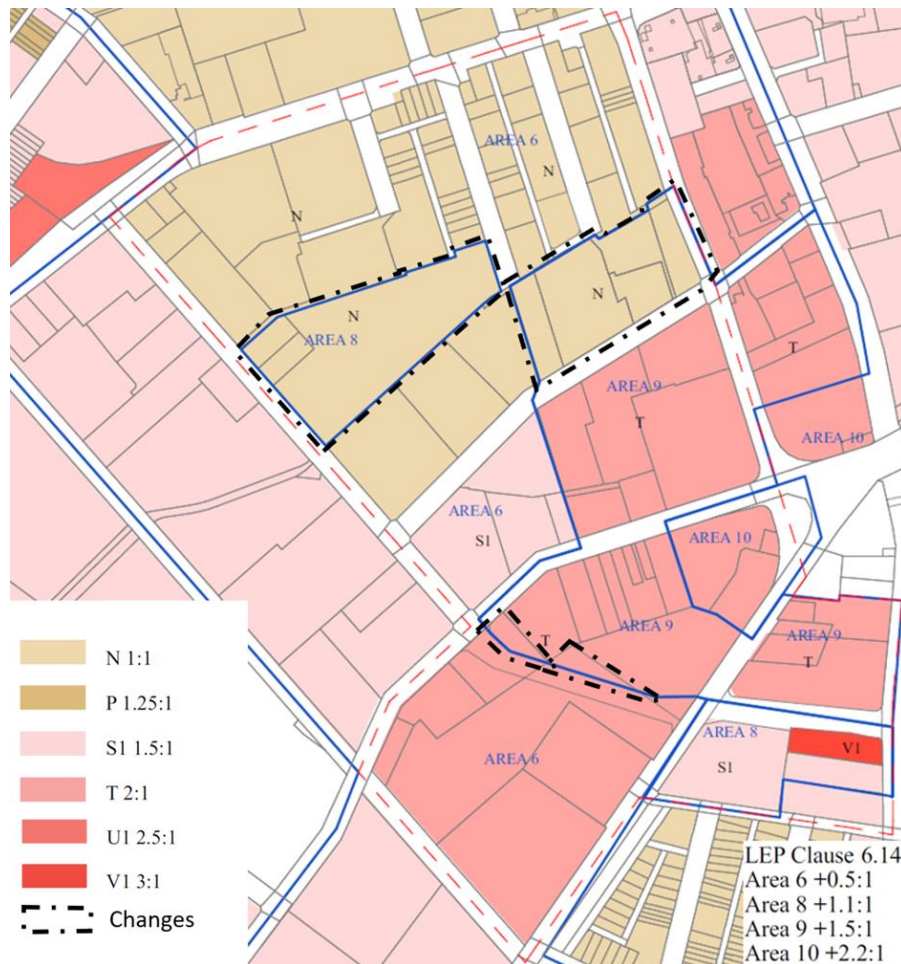 AREA 6
N
N
N
N
AREA 8
AREA 9
T
T
AREA 10
AREA 6
S1
AREA 10
T
AREA 9
AREA 9
T
AREA 6
AREA 8
S1
V1
N 1:1
P 1.25:1
S1 1.5:1
T 2:1
U1 2.5:1
V1 3:1
Changes
LEP Clause 6.14
Area 6 +0.5:1
Area 8 +1.1:1
Area 9 +1.5:1
Area 10 +2.2:1